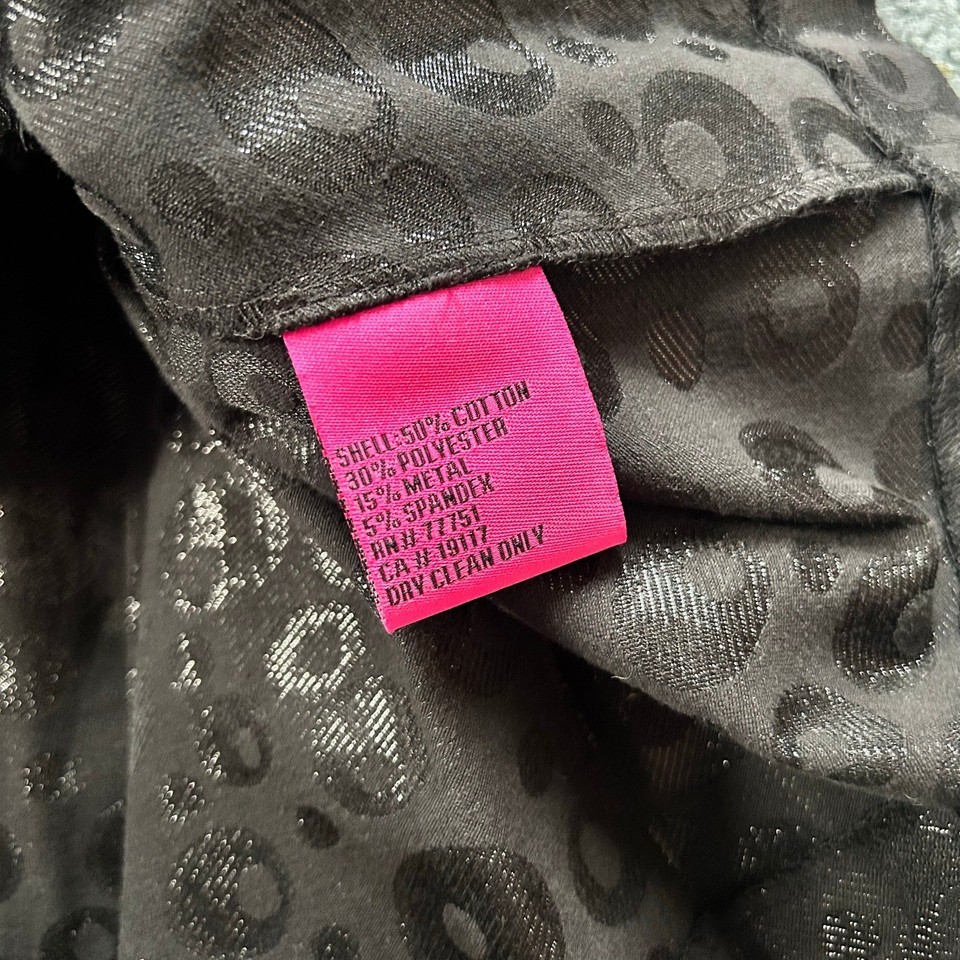 SHELL:50% COTTON
30% POLYESTER
15% METAL
5% SPANDEX
RN# 77751
CA # 19117
DRY CLEAN ONLY